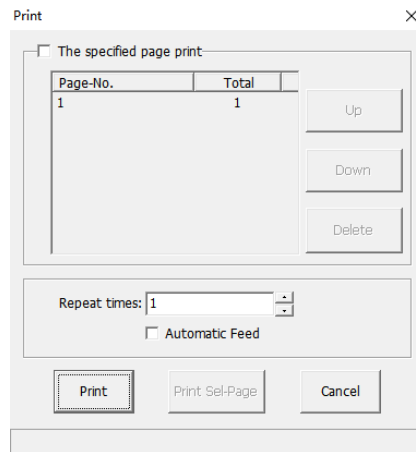 Print
The specified page print
Page-No. Total
1 1
Up
Down
Delete
Repeat times: 1
Automatic Feed
Print Print Sel-Page Cancel